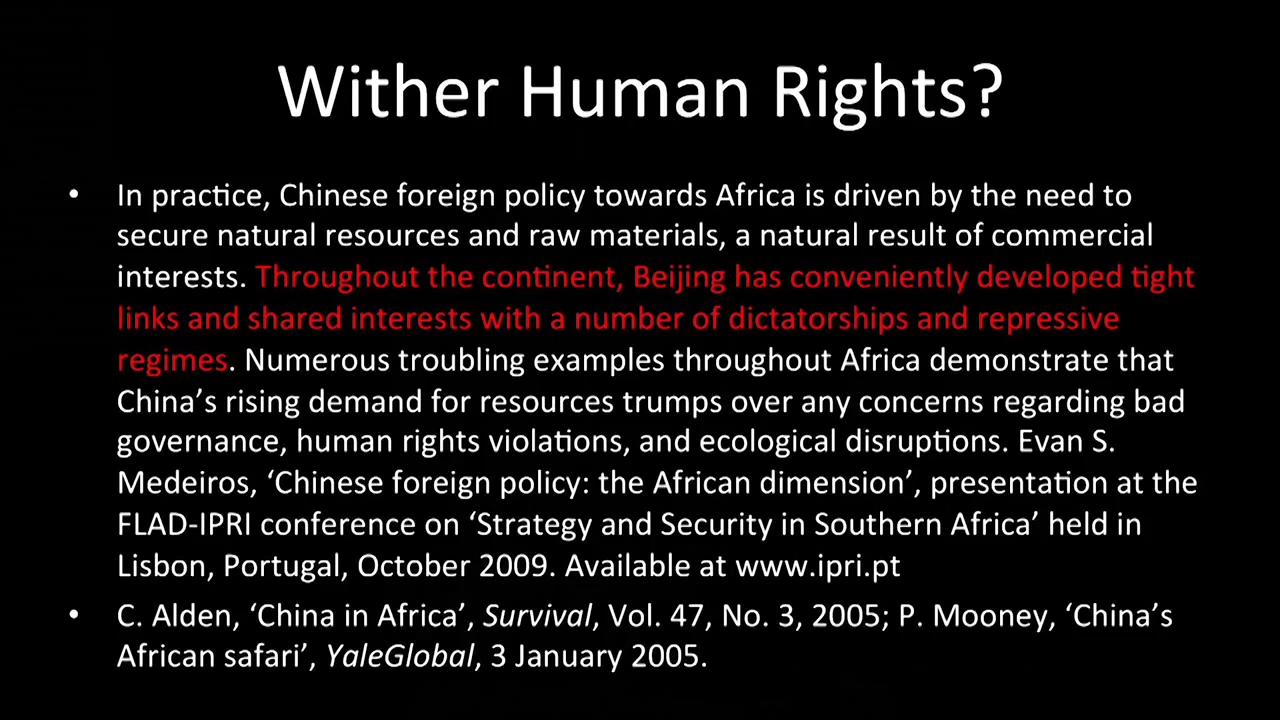 Wither Human Rights?
• In practice, Chinese foreign policy towards Africa is driven by the need to
secure natural resources and raw materials, a natural result of commercial
interests. Throughout the continent, Beijing has conveniently developed tight
links and shared interests with a number of dictatorships and repressive
regimes. Numerous troubling examples throughout Africa demonstrate that
China’s rising demand for resources trumps over any concerns regarding bad
governance, human rights violations, and ecological disruptions. Evan S.
Medeiros, ‘Chinese foreign policy: the African dimension’, presentation at the
FLAD-IPRI conference on ‘Strategy and Security in Southern Africa’ held in
Lisbon, Portugal, October 2009. Available at www.ipri.pt
• C. Alden, ‘China in Africa’, Survival, Vol. 47, No. 3, 2005; P. Mooney, ‘China’s
African safari’, YaleGlobal, 3 January 2005.